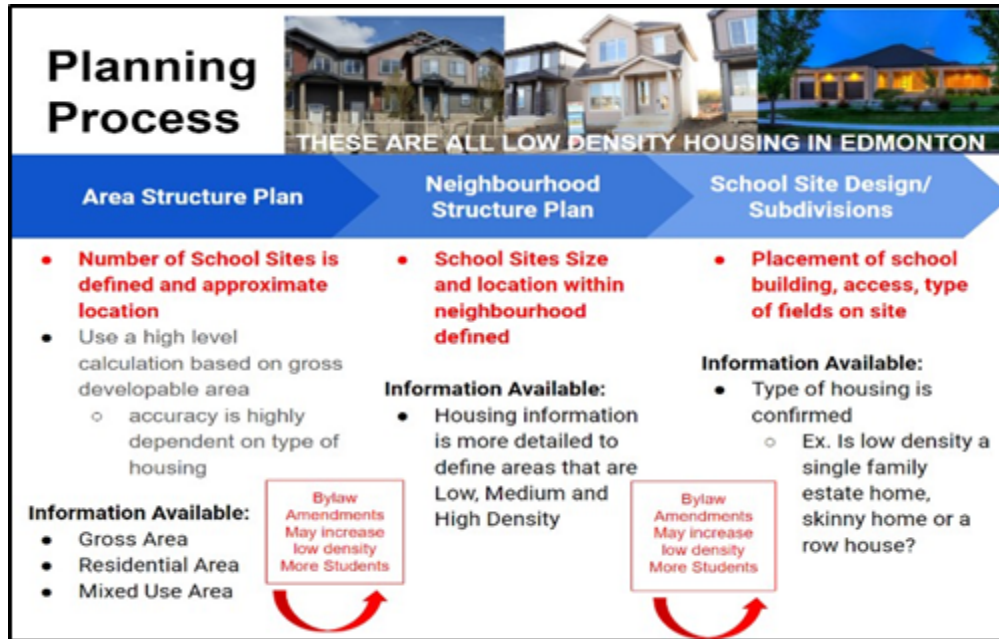 Planning
Process
THESE ARE ALL LOW DENSITY HOUSING IN EDMONTON
Area Structure Plan
Neighbourhood
Structure Plan
School Site Design/
Subdivisions
● Number of School Sites is
defined and approximate
location
● Use a high level
calculation based on gross
developable area
○ accuracy is highly
dependent on type of
housing
Information Available:
● Gross Area
● Residential Area
● Mixed Use Area
Bylaw
Amendments
May increase
low density
More Students
● School Sites Size
and location within
neighbourhood
defined
Information Available:
● Housing information
is more detailed to
define areas that are
Low, Medium and
High Density
Bylaw
Amendments
May increase
low density
More Students
● Placement of school
building, access, type
of fields on site
Information Available:
● Type of housing is
confirmed
○ Ex. Is low density a
single family
estate home,
skinny home or a
row house?